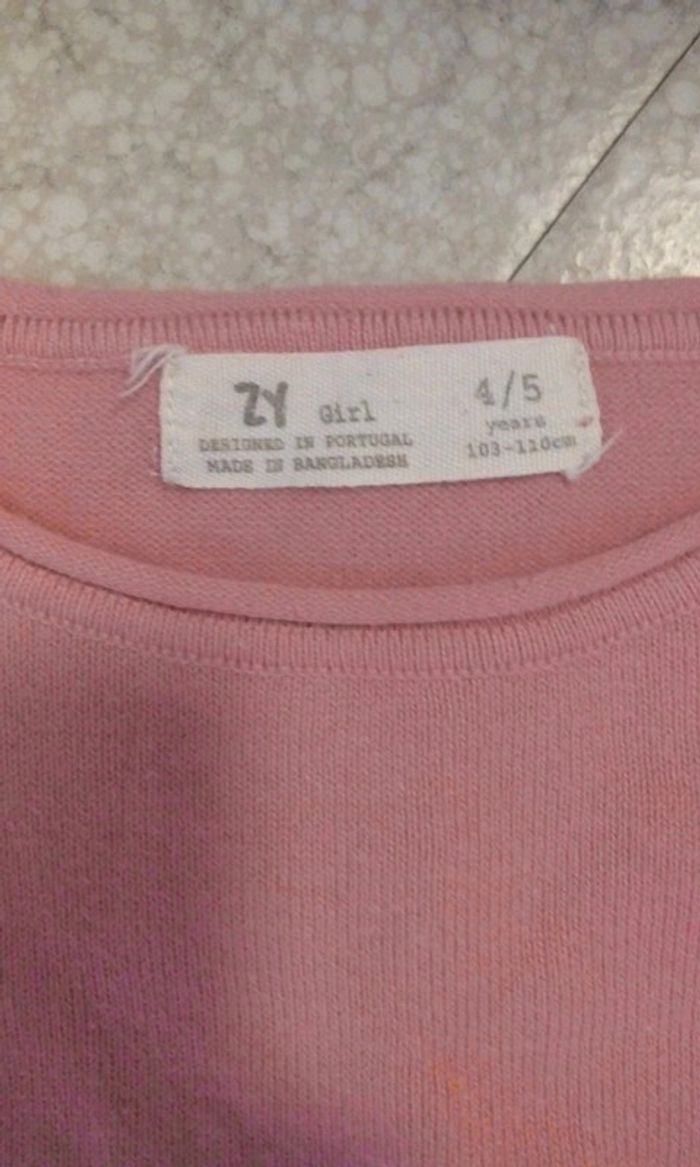 ZY Girl 4/5
years
DESIGNED IN PORTUGAL
MADE IN BANGLADESH
103-110cm